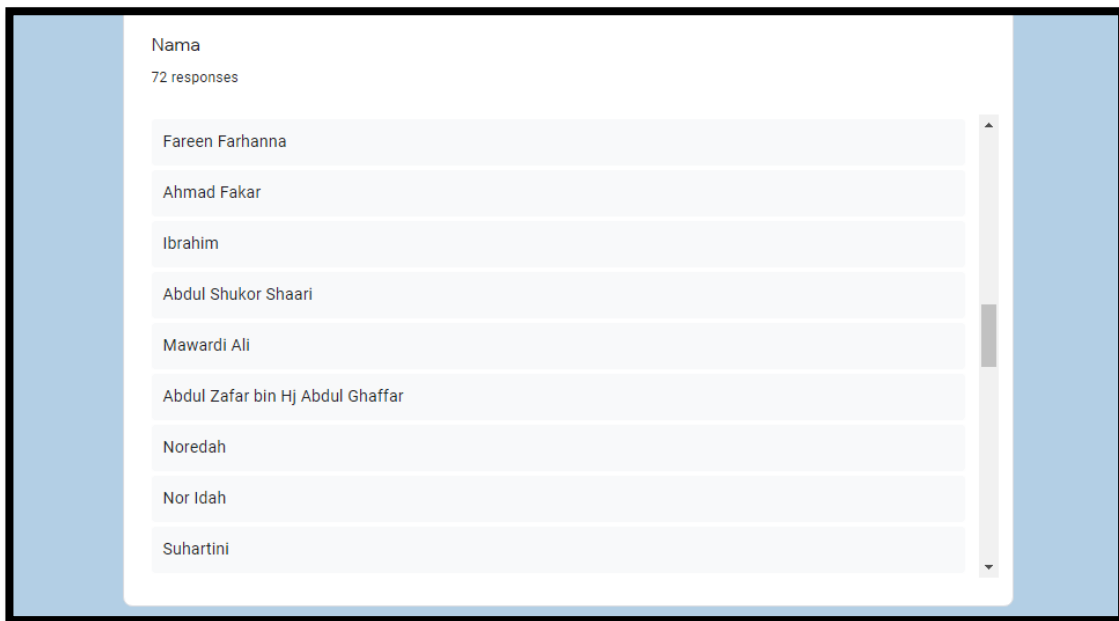 Nama
72 responses
Fareen Farhanna
Ahmad Fakar
Ibrahim
Abdul Shukor Shaari
Mawardi Ali
Abdul Zafar bin Hj Abdul Ghaffar
Noredah
Nor Idah
Suhartini